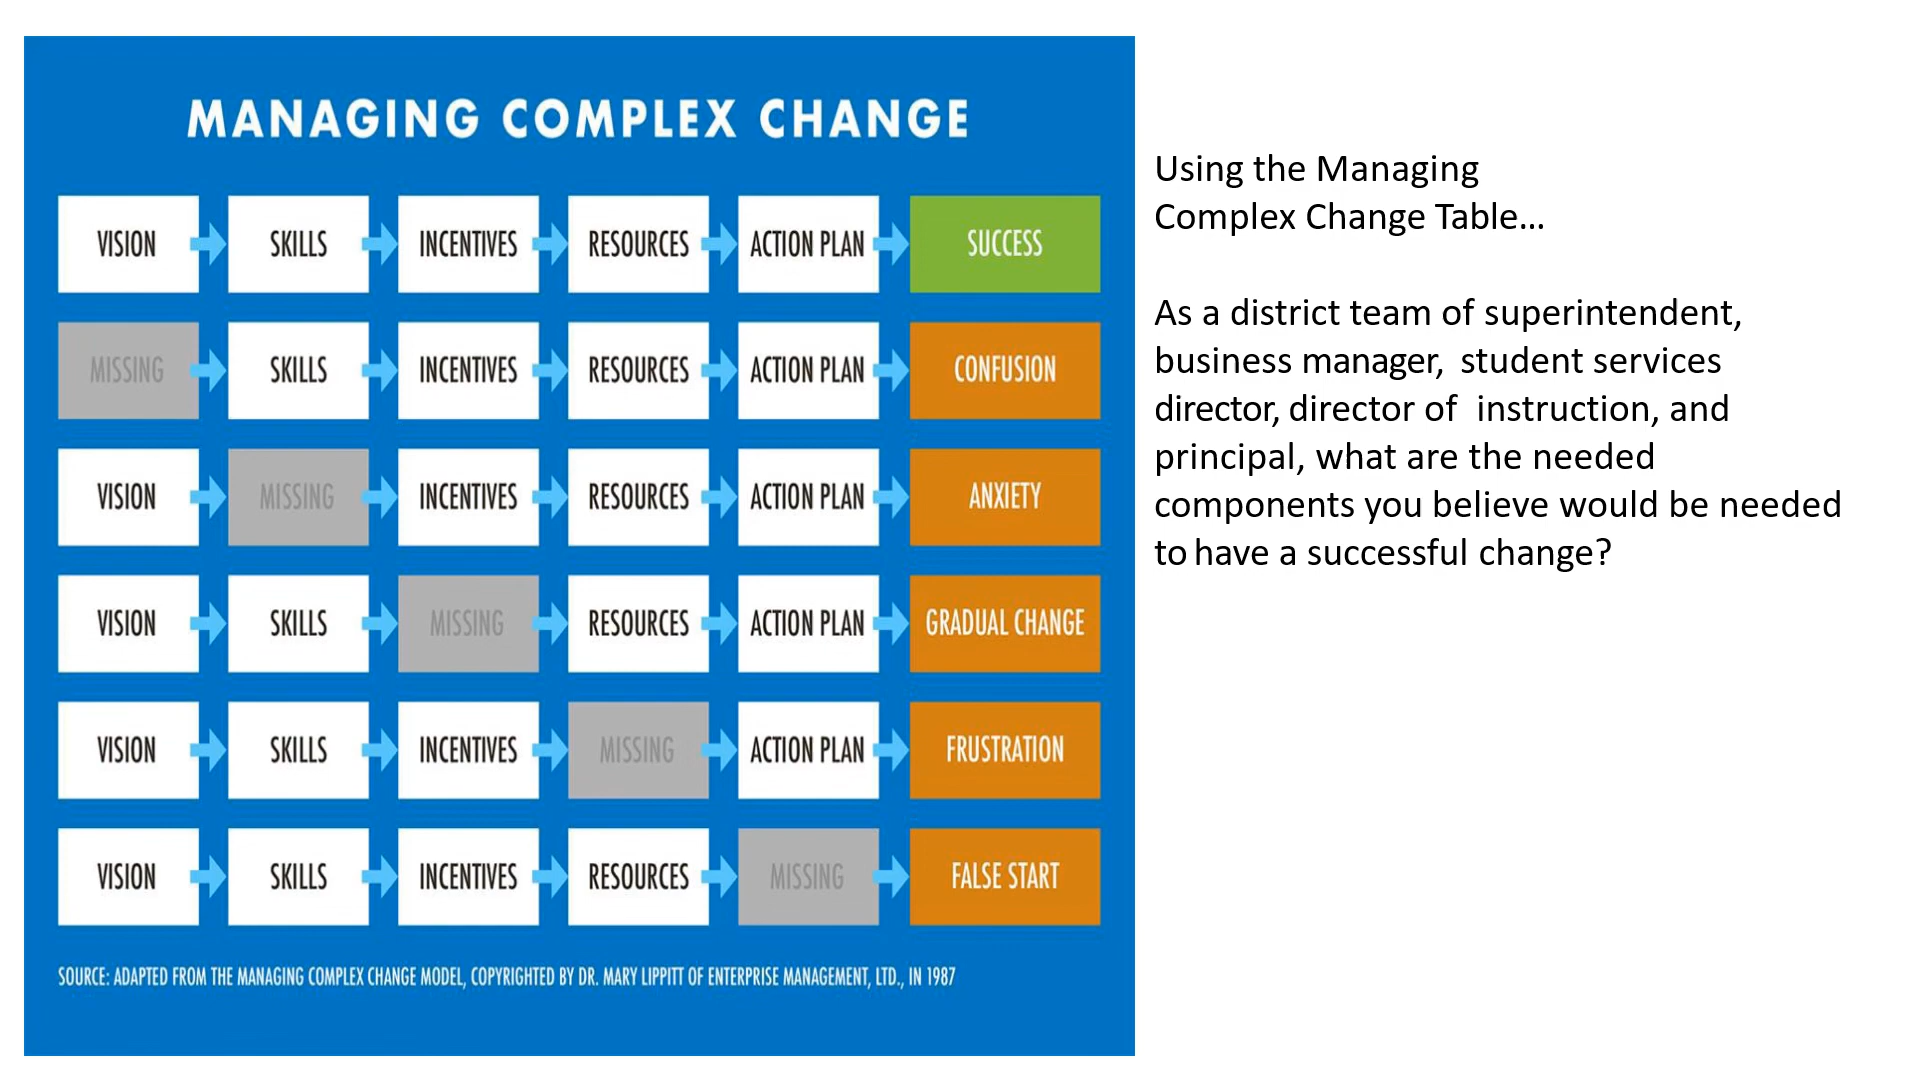 MANAGING COMPLEX CHANGE
VISION SKILLS INCENTIVES RESOURCES ACTION PLAN SUCCESS
MISSING SKILLS INCENTIVES RESOURCES ACTION PLAN CONFUSION
VISION MISSING INCENTIVES RESOURCES ACTION PLAN ANXIETY
VISION SKILLS MISSING RESOURCES ACTION PLAN GRADUAL CHANGE
VISION SKILLS INCENTIVES MISSING ACTION PLAN FRUSTRATION
VISION SKILLS INCENTIVES RESOURCES MISSING FALSE START
SOURCE: ADAPTED FROM THE MANAGING COMPLEX CHANGE MODEL, COPYRIGHTED BY DR. MARY LIPPITT OF ENTERPRISE MANAGEMENT, LTD., IN 1987
Using the Managing
Complex Change Table...
As a district team of superintendent,
business manager, student services
director, director of instruction, and
principal, what are the needed
components you believe would be needed
to have a successful change?